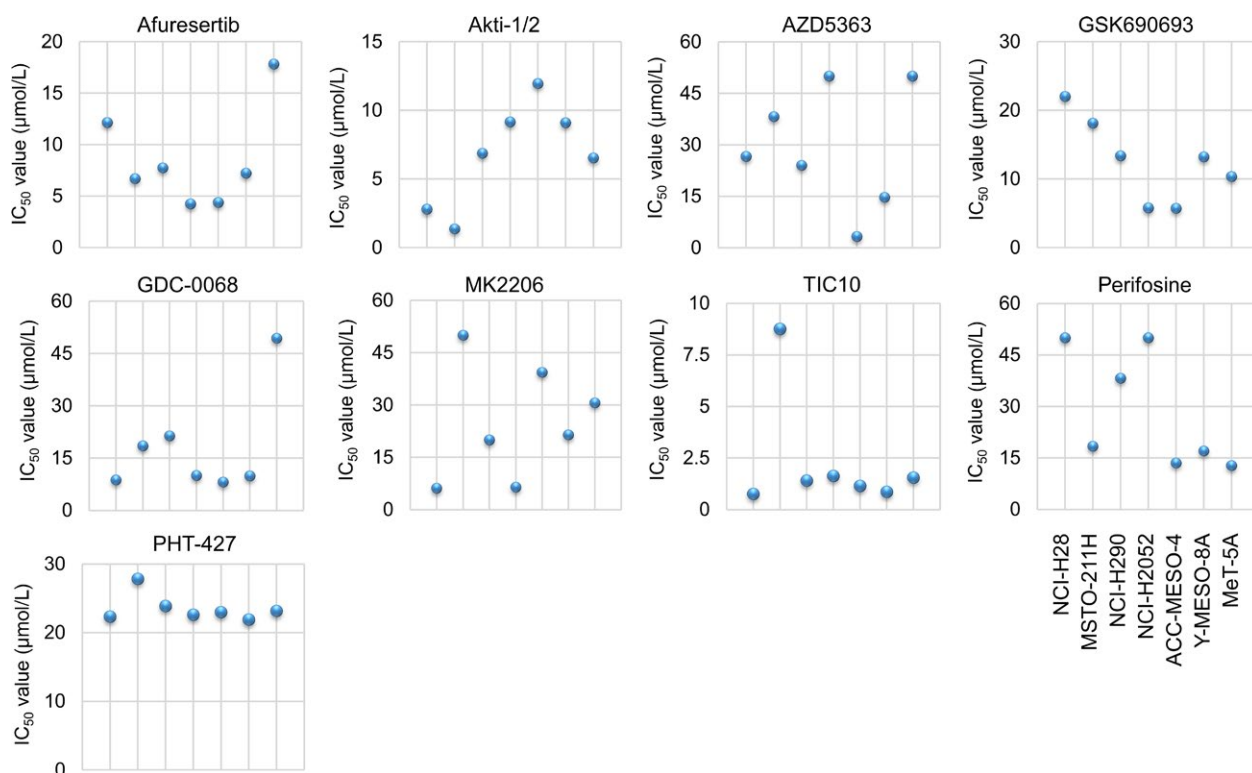 Afuresertib
IC50 value (µmol/L)
20
15
10
5
0
Akti-1/2
IC50 value (µmol/L)
15
10
5
0
AZD5363
IC50 value (µmol/L)
60
45
30
15
0
GSK690693
IC50 value (µmol/L)
30
20
10
0
GDC-0068
IC50 value (µmol/L)
60
45
30
15
0
MK2206
IC50 value (µmol/L)
60
45
30
15
0
TIC10
IC50 value (µmol/L)
10
7.5
5
2.5
0
Perifosine
IC50 value (µmol/L)
60
45
30
15
0
NCI-H28
MSTO-211H
NCI-H290
NCI-H2052
ACC-MESO-4
Y-MESO-8A
MeT-5A
PHT-427
IC50 value (µmol/L)
30
20
10
0